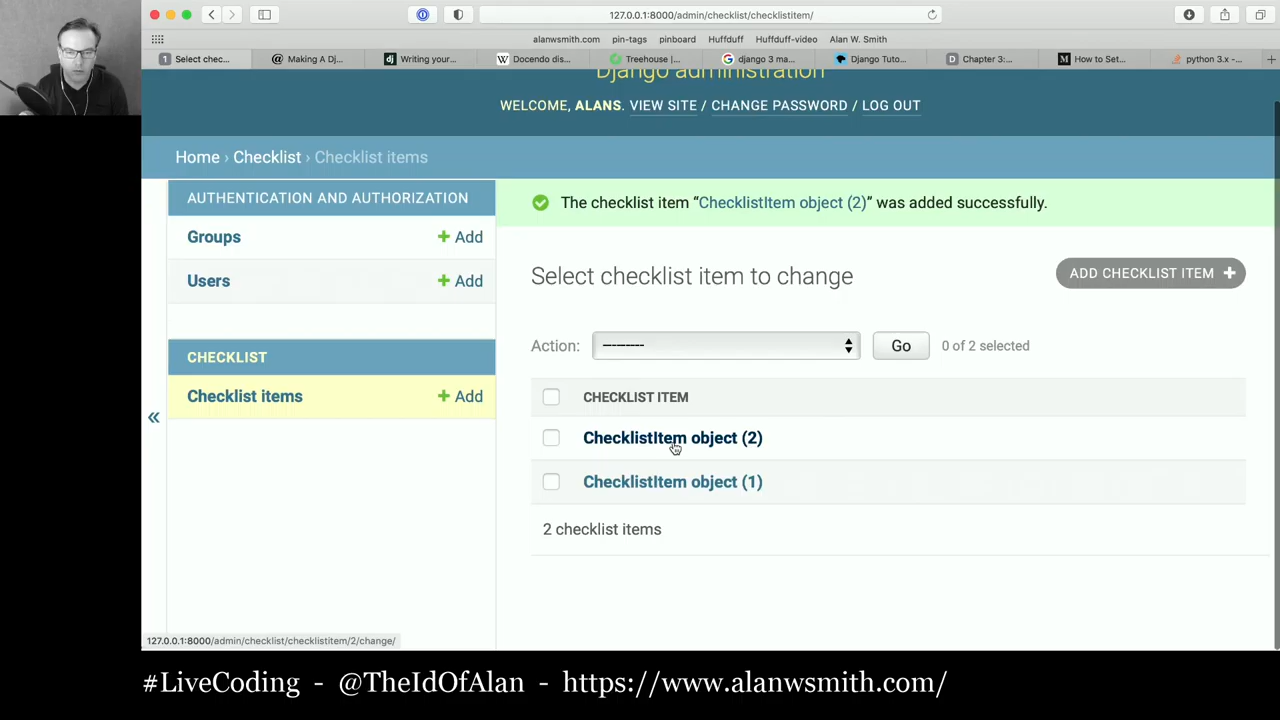 127.0.0.1:8000/admin/checklist/checklistitem/
alanwsmith.com pin-tags pinboard Huffduff Huffduff-video Alan W. Smith
1 Select chec... @ Making A Dj... dj Writing your... W Docendo dis... Treehouse |... G django 3 ma... Django Tuto... D Chapter 3:... M How to Set... python 3.x -...
Django administration
WELCOME, ALANS. VIEW SITE / CHANGE PASSWORD / LOG OUT
Home › Checklist › Checklist items
AUTHENTICATION AND AUTHORIZATION
Groups + Add
Users + Add
CHECKLIST
Checklist items + Add
«
The checklist item “ChecklistItem object (2)” was added successfully.
Select checklist item to change
ADD CHECKLIST ITEM +
Action: --------- Go 0 of 2 selected
CHECKLIST ITEM
ChecklistItem object (2)
ChecklistItem object (1)
2 checklist items
127.0.0.1:8000/admin/checklist/checklistitem/2/change/
#LiveCoding - @TheIdOfAlan - https://www.alanwsmith.com/